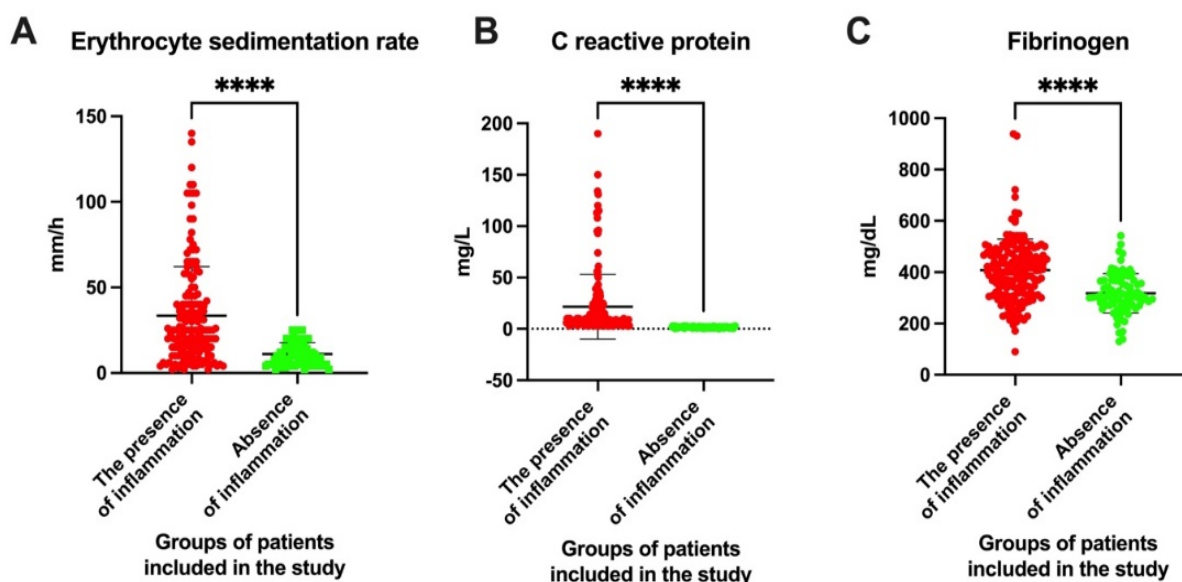 A Erythrocyte sedimentation rate
****
150
100
50
0
mm/h
The presence
of inflammation
Absence
of inflammation
Groups of patients
included in the study
B C reactive protein
****
200
150
100
50
0
-50
mg/L
The presence
of inflammation
Absence
of inflammation
Groups of patients
included in the study
C Fibrinogen
****
1000
800
600
400
200
0
mg/dL
The presence
of inflammation
Absence
of inflammation
Groups of patients
included in the study